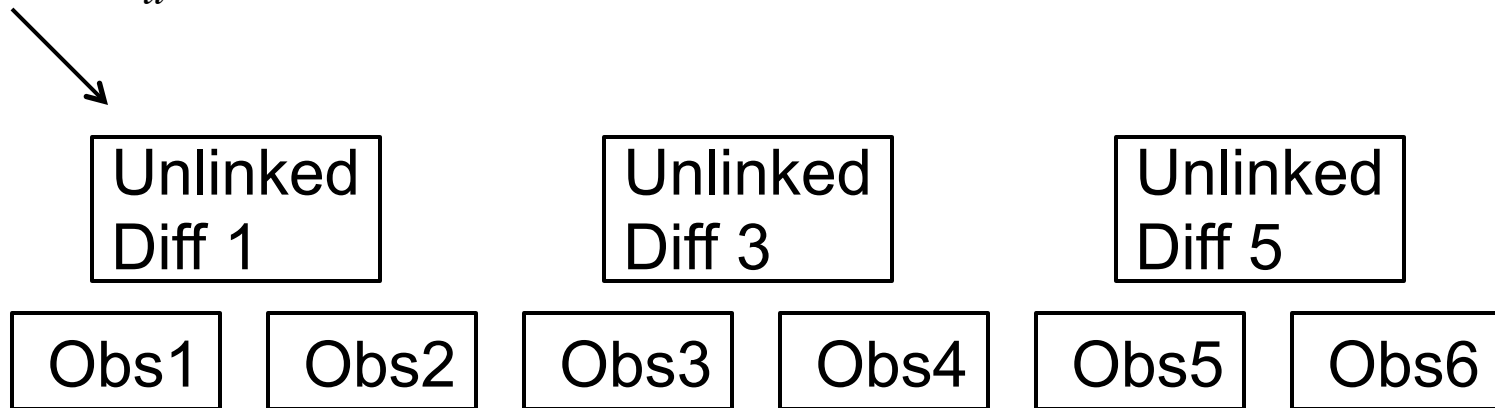 Unlinked
Diff 1
Unlinked
Diff 3
Unlinked
Diff 5
Obs1 Obs2 Obs3 Obs4 Obs5 Obs6